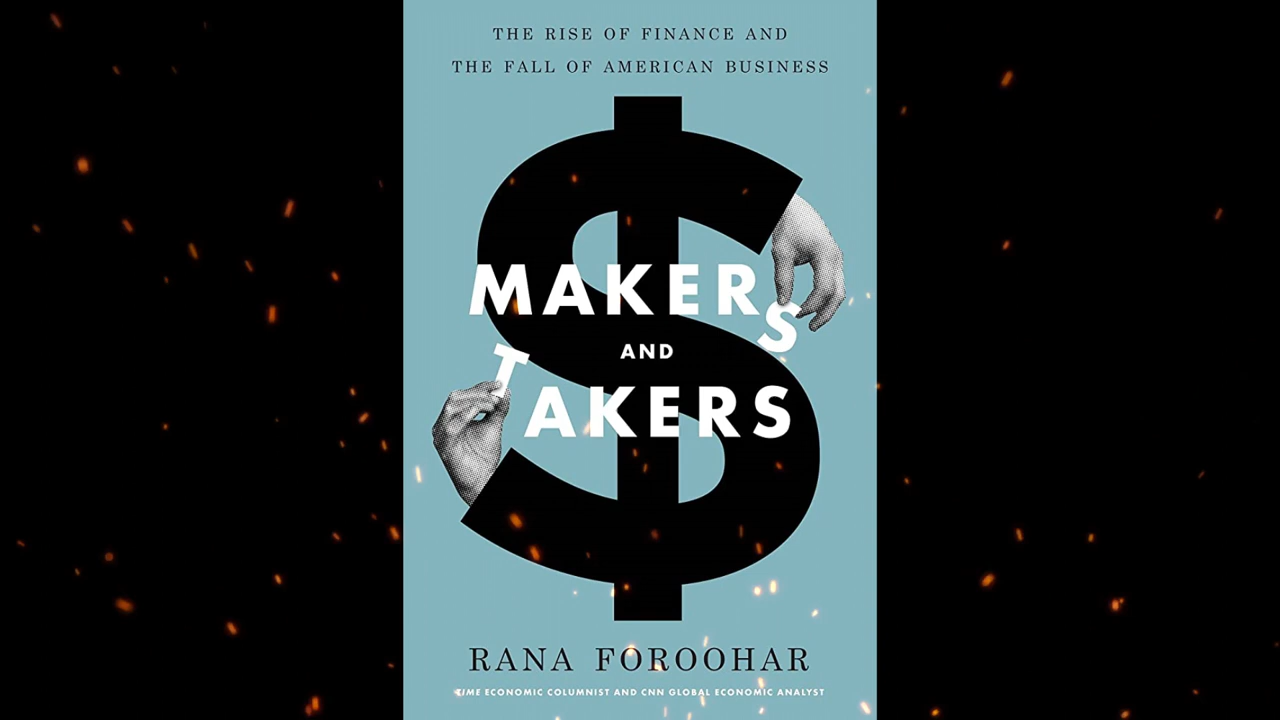 THE RISE OF FINANCE AND
THE FALL OF AMERICAN BUSINESS
MAKERS
AND
TAKERS
RANA FOROOHAR
TIME ECONOMIC COLUMNIST AND CNN GLOBAL ECONOMIC ANALYST